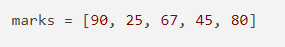 marks = [90, 25, 67, 45, 80]